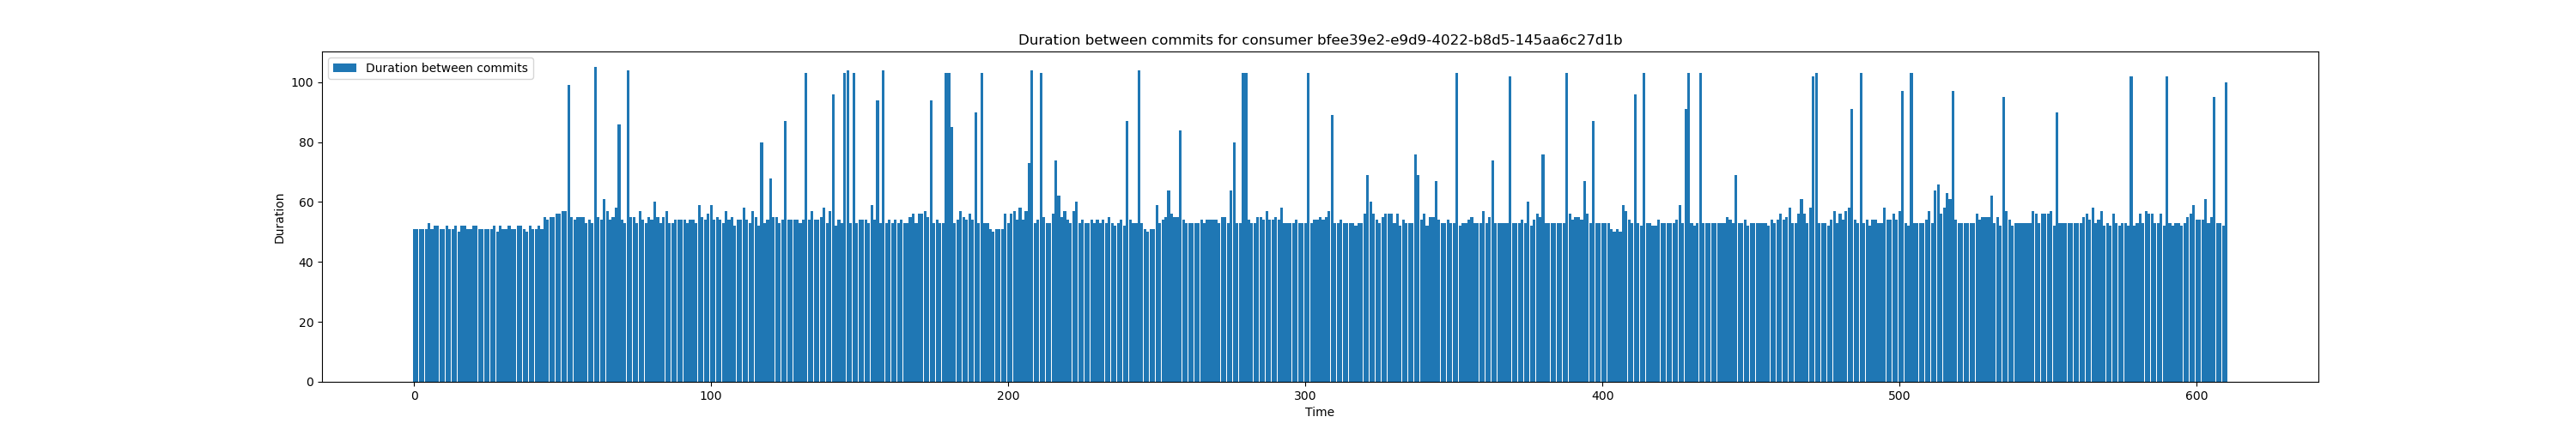 Duration between commits for consumer bfee39e2-e9d9-4022-b8d5-145aa6c27d1b
Duration between commits
100
80
60
40
20
0
Duration
0 100 200 300 400 500 600
Time